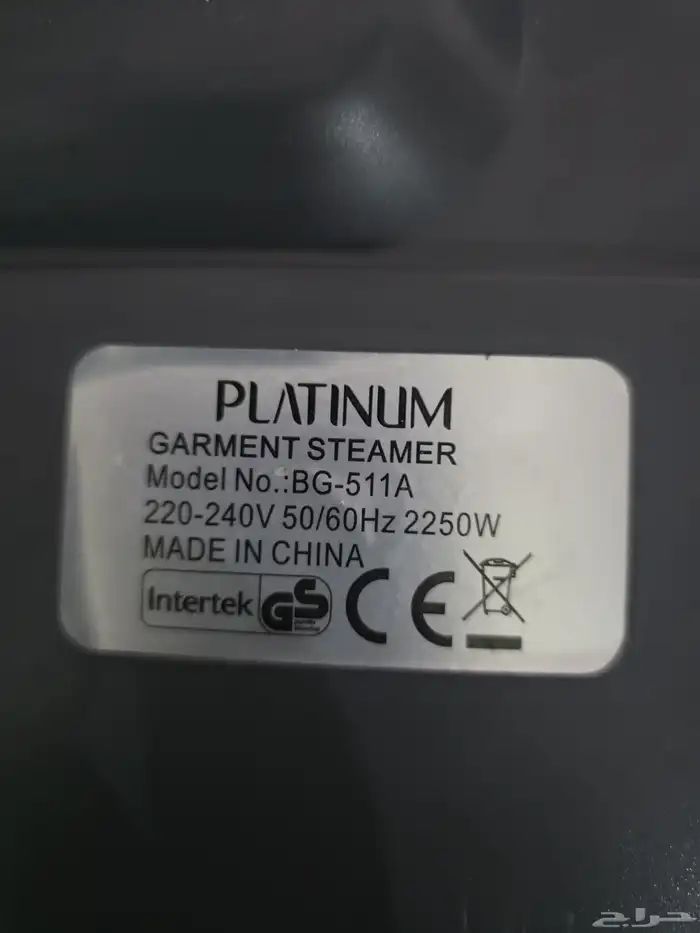 PLATINUM
GARMENT STEAMER
Model No.:BG-511A
220-240V 50/60Hz 2250W
MADE IN CHINA
Intertek GS CE
حراج